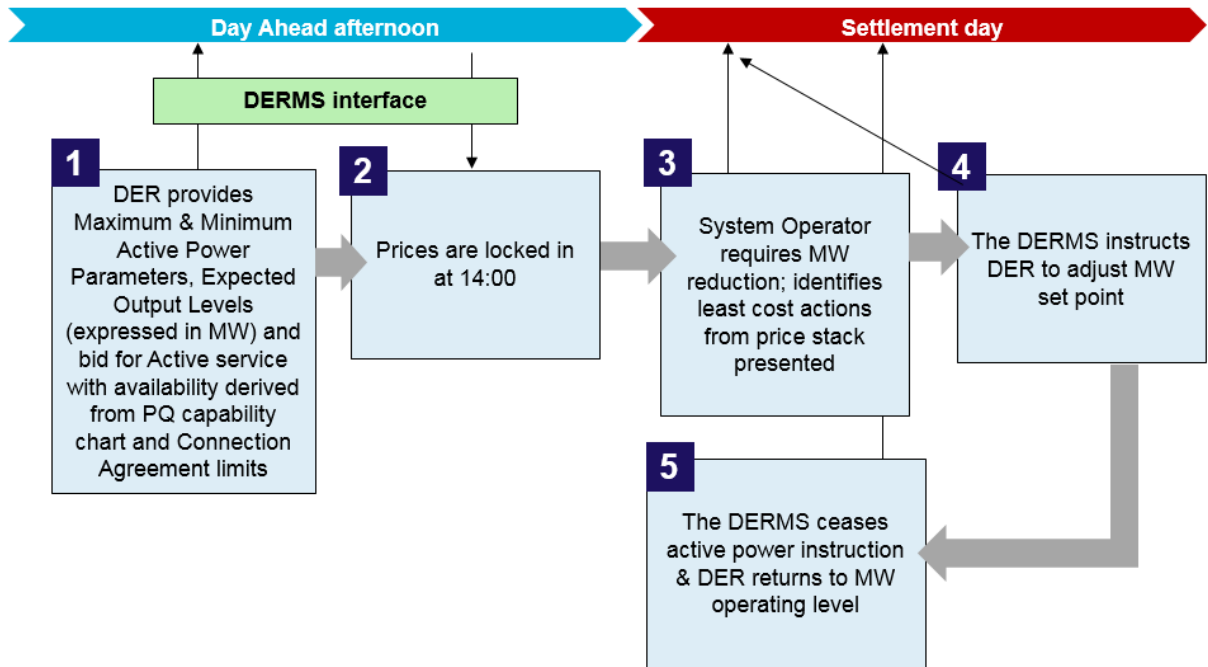 Day Ahead afternoon
Settlement day
DERMS interface
1
DER provides
Maximum & Minimum
Active Power
Parameters, Expected
Output Levels
(expressed in MW) and
bid for Active service
with availability derived
from PQ capability
chart and Connection
Agreement limits
2
Prices are locked in
at 14:00
3
System Operator
requires MW
reduction; identifies
least cost actions
from price stack
presented
4
The DERMS instructs
DER to adjust MW
set point
5
The DERMS ceases
active power instruction
& DER returns to MW
operating level